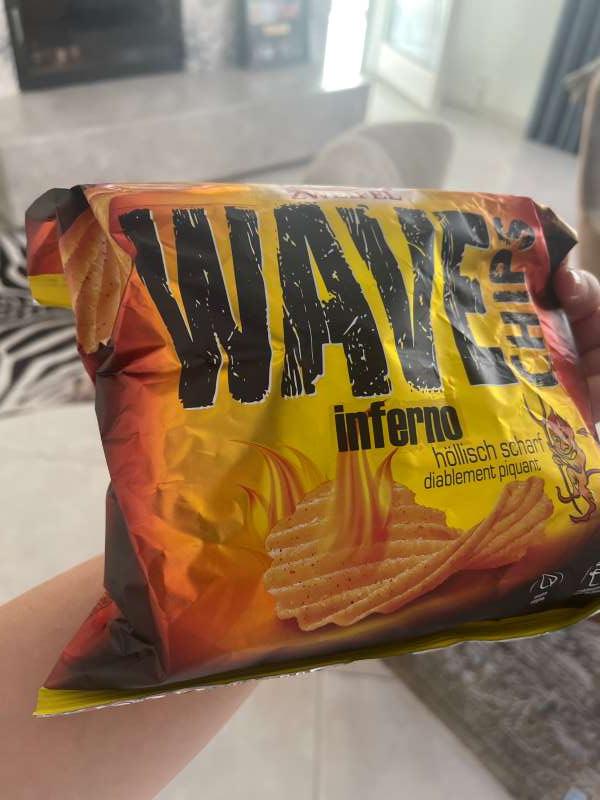 WAVE
CHIPS
inferno
höllisch scharf
diablement piquant